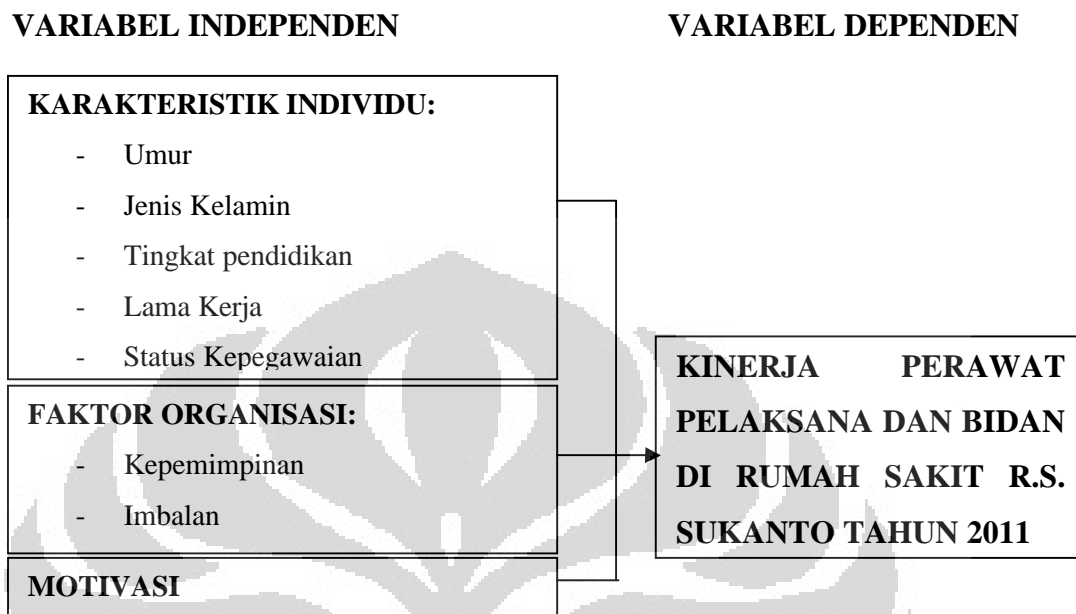 VARIABEL INDEPENDEN
VARIABEL DEPENDEN
KARAKTERISTIK INDIVIDU:
- Umur
- Jenis Kelamin
- Tingkat pendidikan
- Lama Kerja
- Status Kepegawaian
FAKTOR ORGANISASI:
- Kepemimpinan
- Imbalan
MOTIVASI
KINERJA PERAWAT
PELAKSANA DAN BIDAN
DI RUMAH SAKIT R.S.
SUKANTO TAHUN 2011